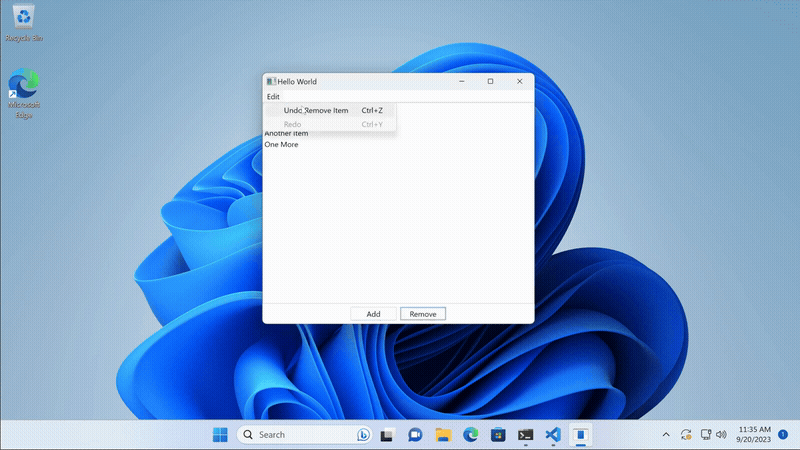 Recycle Bin
Microsoft
Edge
Hello World
Edit
Undo Remove Item Ctrl+Z
Redo Ctrl+Y
Another Item
One More
Add Remove
Search
11:35 AM
9/20/2023
1